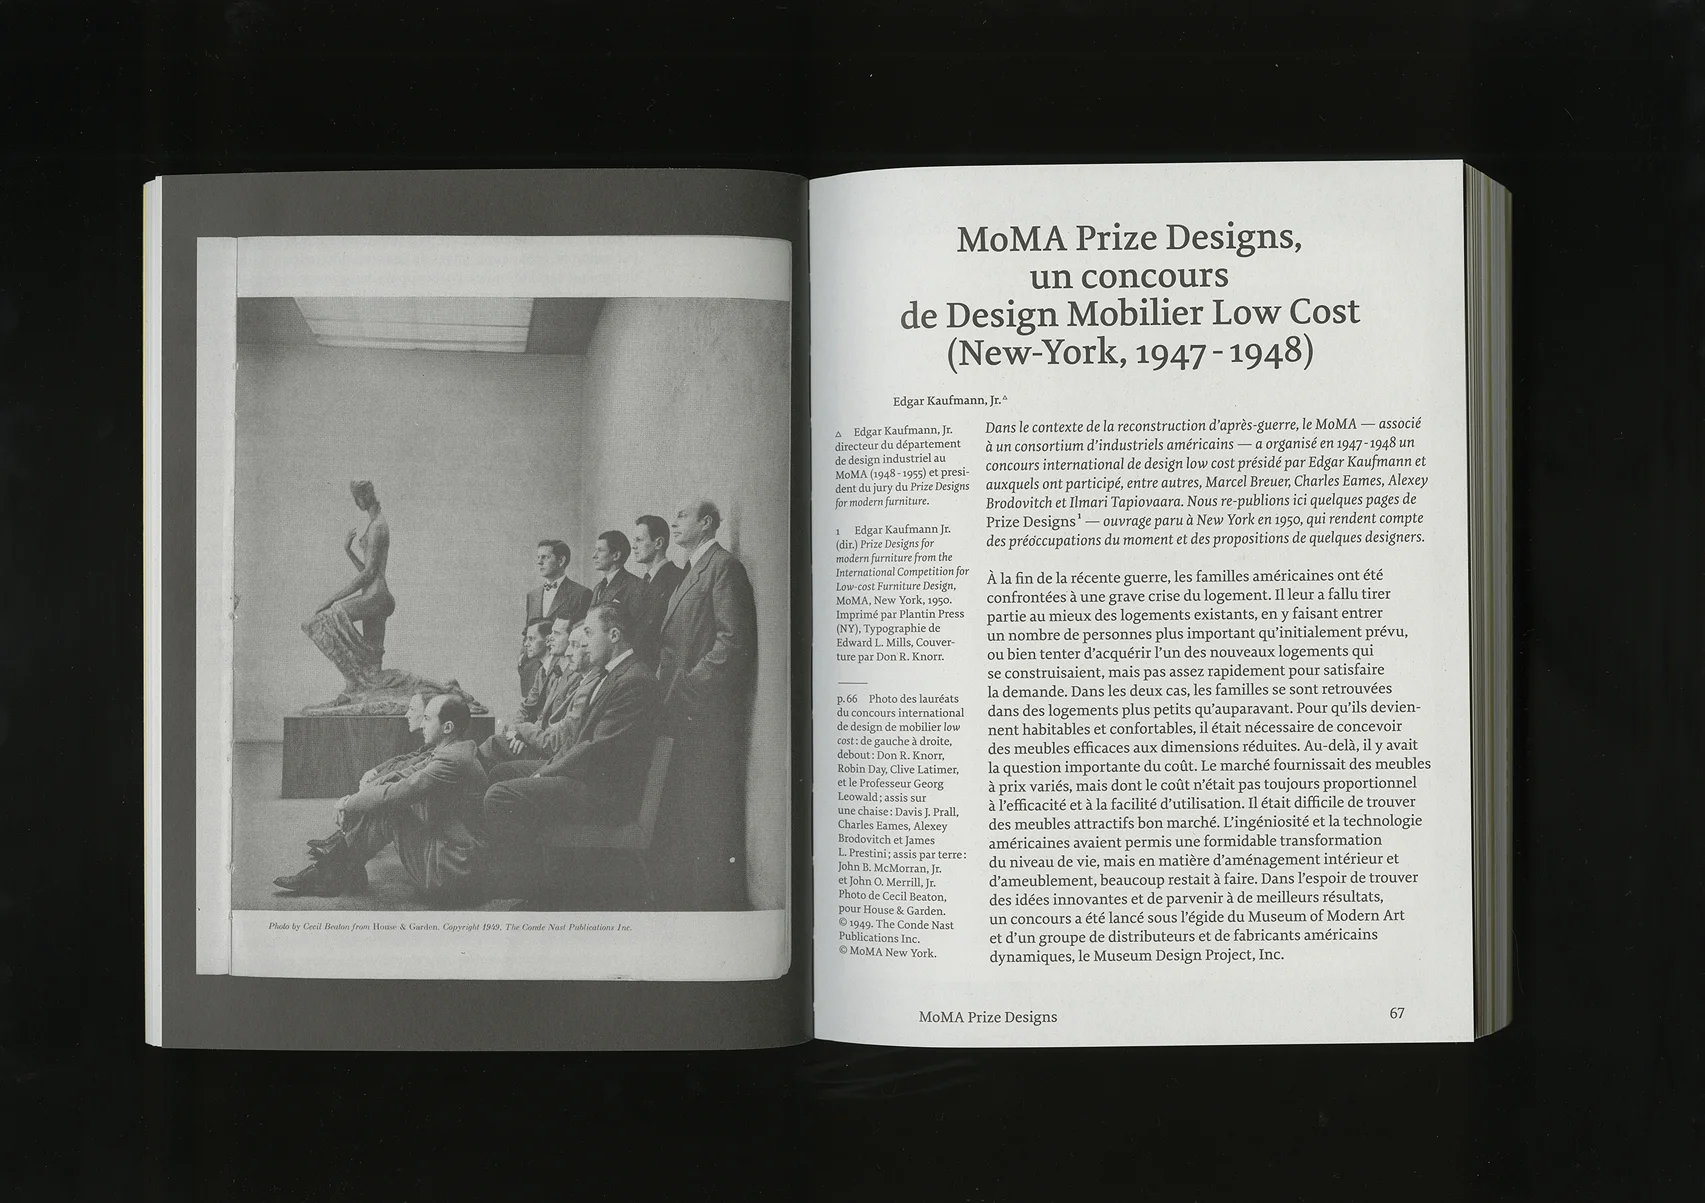 Photo by Cecil Beaton from House & Garden. Copyright 1949, The Conde Nast Publications Inc.
MoMA Prize Designs,
un concours
de Design Mobilier Low Cost
(New-York, 1947 - 1948)
Edgar Kaufmann, Jr.△
△ Edgar Kaufmann, Jr.
directeur du département
de design industriel au
MoMA (1948 - 1955) et presi-
dent du jury du Prize Designs
for modern furniture.
1 Edgar Kaufmann Jr.
(dir.) Prize Designs for
modern furniture from the
International Competition for
Low-cost Furniture Design,
MoMA, New York, 1950.
Imprimé par Plantin Press
(NY), Typographie de
Edward L. Mills, Couver-
ture par Don R. Knorr.
p. 66 Photo des lauréats
du concours international
de design de mobilier low
cost : de gauche à droite,
debout : Don R. Knorr,
Robin Day, Clive Latimer,
et le Professeur Georg
Leowald ; assis sur
une chaise : Davis J. Prall,
Charles Eames, Alexey
Brodovitch et James
L. Prestini ; assis par terre :
John B. McMorran, Jr.
et John O. Merrill, Jr.
Photo de Cecil Beaton,
pour House & Garden.
© 1949. The Conde Nast
Publications Inc.
© MoMA New York.
Dans le contexte de la reconstruction d'après-guerre, le MoMA — associé
à un consortium d'industriels américains — a organisé en 1947 - 1948 un
concours international de design low cost présidé par Edgar Kaufmann et
auxquels ont participé, entre autres, Marcel Breuer, Charles Eames, Alexey
Brodovitch et Ilmari Tapiovaara. Nous re-publions ici quelques pages de
Prize Designs¹ — ouvrage paru à New York en 1950, qui rendent compte
des préoccupations du moment et des propositions de quelques designers.
À la fin de la récente guerre, les familles américaines ont été
confrontées à une grave crise du logement. Il leur a fallu tirer
partie au mieux des logements existants, en y faisant entrer
un nombre de personnes plus important qu'initialement prévu,
ou bien tenter d'acquérir l'un des nouveaux logements qui
se construisaient, mais pas assez rapidement pour satisfaire
la demande. Dans les deux cas, les familles se sont retrouvées
dans des logements plus petits qu'auparavant. Pour qu'ils devien-
nent habitables et confortables, il était nécessaire de concevoir
des meubles efficaces aux dimensions réduites. Au-delà, il y avait
la question importante du coût. Le marché fournissait des meubles
à prix variés, mais dont le coût n'était pas toujours proportionnel
à l'efficacité et à la facilité d'utilisation. Il était difficile de trouver
des meubles attractifs bon marché. L'ingéniosité et la technologie
américaines avaient permis une formidable transformation
du niveau de vie, mais en matière d'aménagement intérieur et
d'ameublement, beaucoup restait à faire. Dans l'espoir de trouver
des idées innovantes et de parvenir à de meilleurs résultats,
un concours a été lancé sous l'égide du Museum of Modern Art
et d'un groupe de distributeurs et de fabricants américains
dynamiques, le Museum Design Project, Inc.
MoMA Prize Designs
67